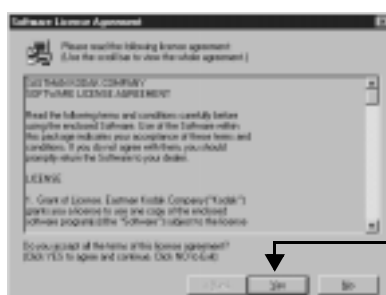 Software License Agreement
Please read the following license agreement.
(Use the scroll bar to view the whole agreement.)
EASTMAN KODAK COMPANY
SOFTWARE LICENSE AGREEMENT
Read the following terms and conditions carefully before
using the enclosed Software. Use of the Software within
this package indicates your acceptance of these terms and
conditions. If you do not agree with them, you should
promptly return the Software to your dealer.
LICENSE
1. Grant of License. Eastman Kodak Company ("Kodak")
grants you a license to use one copy of the enclosed
software program(s) (the "Software") subject to the license
Do you accept all the terms of this license agreement?
(Click YES to agree and continue. Click NO to Exit)
Yes
No